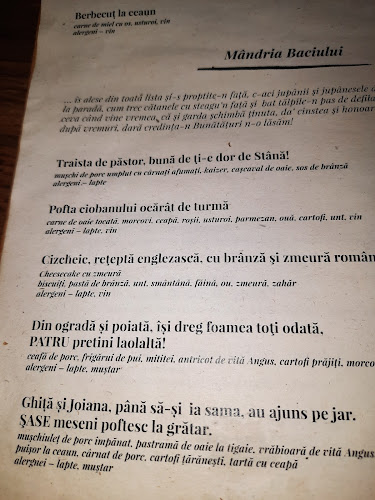 Berbecuț la ceaun
carne de miel cu os, usturoi, vin
alergeni – vin
Mândria Baciului
... is alese din toată lista și-s proptite-n față, c-aci jupânii și jupânesele
la paradă, cum trec cătanele cu steagu'n față și bat tălpile-n pas de defila
ceva când vine vremea, că și garda schimbă ținuta, da' cinstea și honoar
după vremuri, dară credința-n Bunătățuri n-o lăsăm!
Traista de păstor, bună de ți-e dor de Stână!
mușchi de porc umplut cu cârnați afumați, kaizer, cașcaval de oaie, sos de brânză
alergeni – lapte
Pofta ciobanului ocărât de turmă
carne de oaie tocată, morcovi, ceapă, roșii, usturoi, parmezan, ouă, cartofi, unt, vin
alergeni – lapte, vin
Cizcheic, rețeptă englezască, cu brânză și zmeură român
Cheesecake cu zmeură
biscuiți, pastă de brânză, unt, smântână, făină, ou, zmeură, zahăr
alergeni – lapte, vin
Din ogradă și poiată, își dreg foamea toți odată,
PATRU pretini laolaltă!
ceafă de porc, frigărui de pui, mititei, antricot de vită Angus, cartofi prăjiți, morco
alergeni – lapte, muștar
Ghiță și Joiana, până să-și ia sama, au ajuns pe jar.
ȘASE meseni poftesc la grătar.
mușchiuleț de porc împănat, pastramă de oaie la tigaie, vrăbioară de vită Angus
puișor la ceaun, cârnat de porc, cartofi țărănești, tartă cu ceapă
alergnei – lapte, muștar